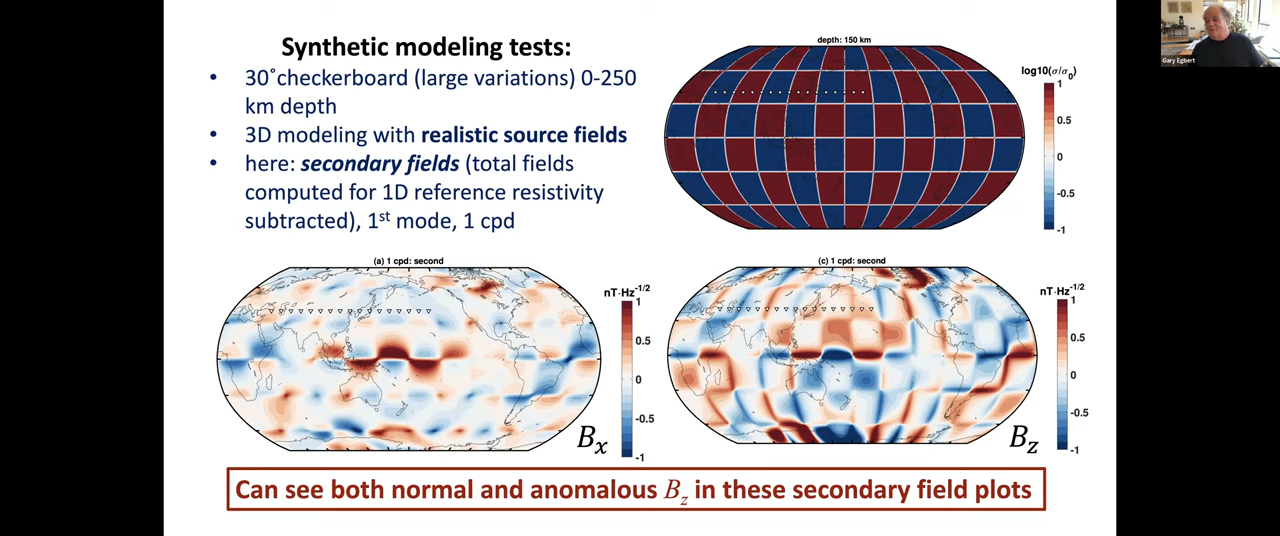 Synthetic modeling tests:
• 30°checkerboard (large variations) 0-250
km depth
• 3D modeling with realistic source fields
• here: secondary fields (total fields
computed for 1D reference resistivity
subtracted), 1st mode, 1 cpd
depth: 150 km
log10(σ/σ0)
1
0.5
0
-0.5
-1
(a) 1 cpd: second
nT·Hz-1/2
1
0.5
0
-0.5
-1
Bx
(c) 1 cpd: second
nT·Hz-1/2
1
0.5
0
-0.5
-1
Bz
Can see both normal and anomalous Bz in these secondary field plots
Gary Egbert